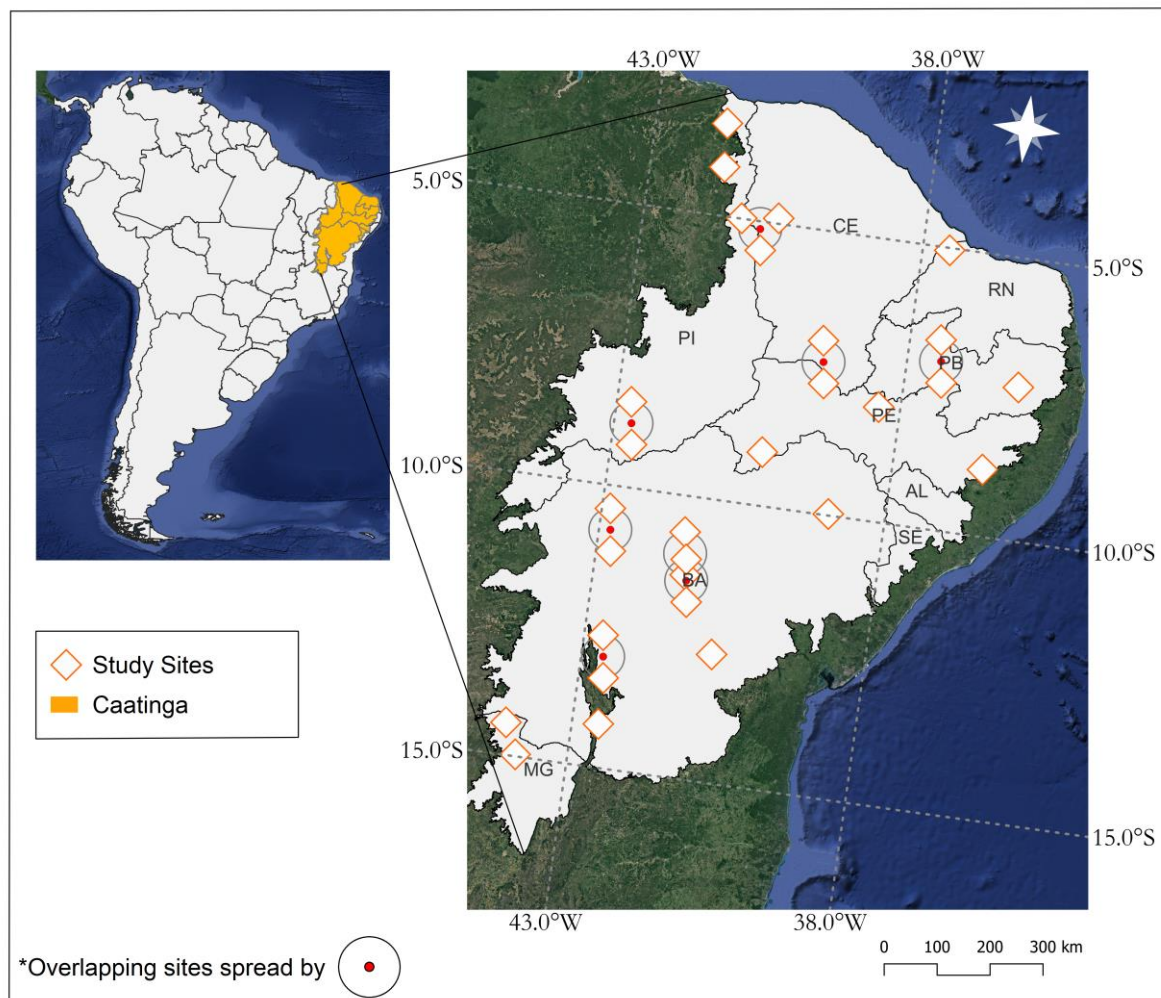 43.0°W
38.0°W
5.0°S
CE
5.0°S
RN
PI
PB
PE
10.0°S
AL
SE
10.0°S
BA
Study Sites
Caatinga
15.0°S
MG
15.0°S
43.0°W
38.0°W
*Overlapping sites spread by
0 100 200 300 km